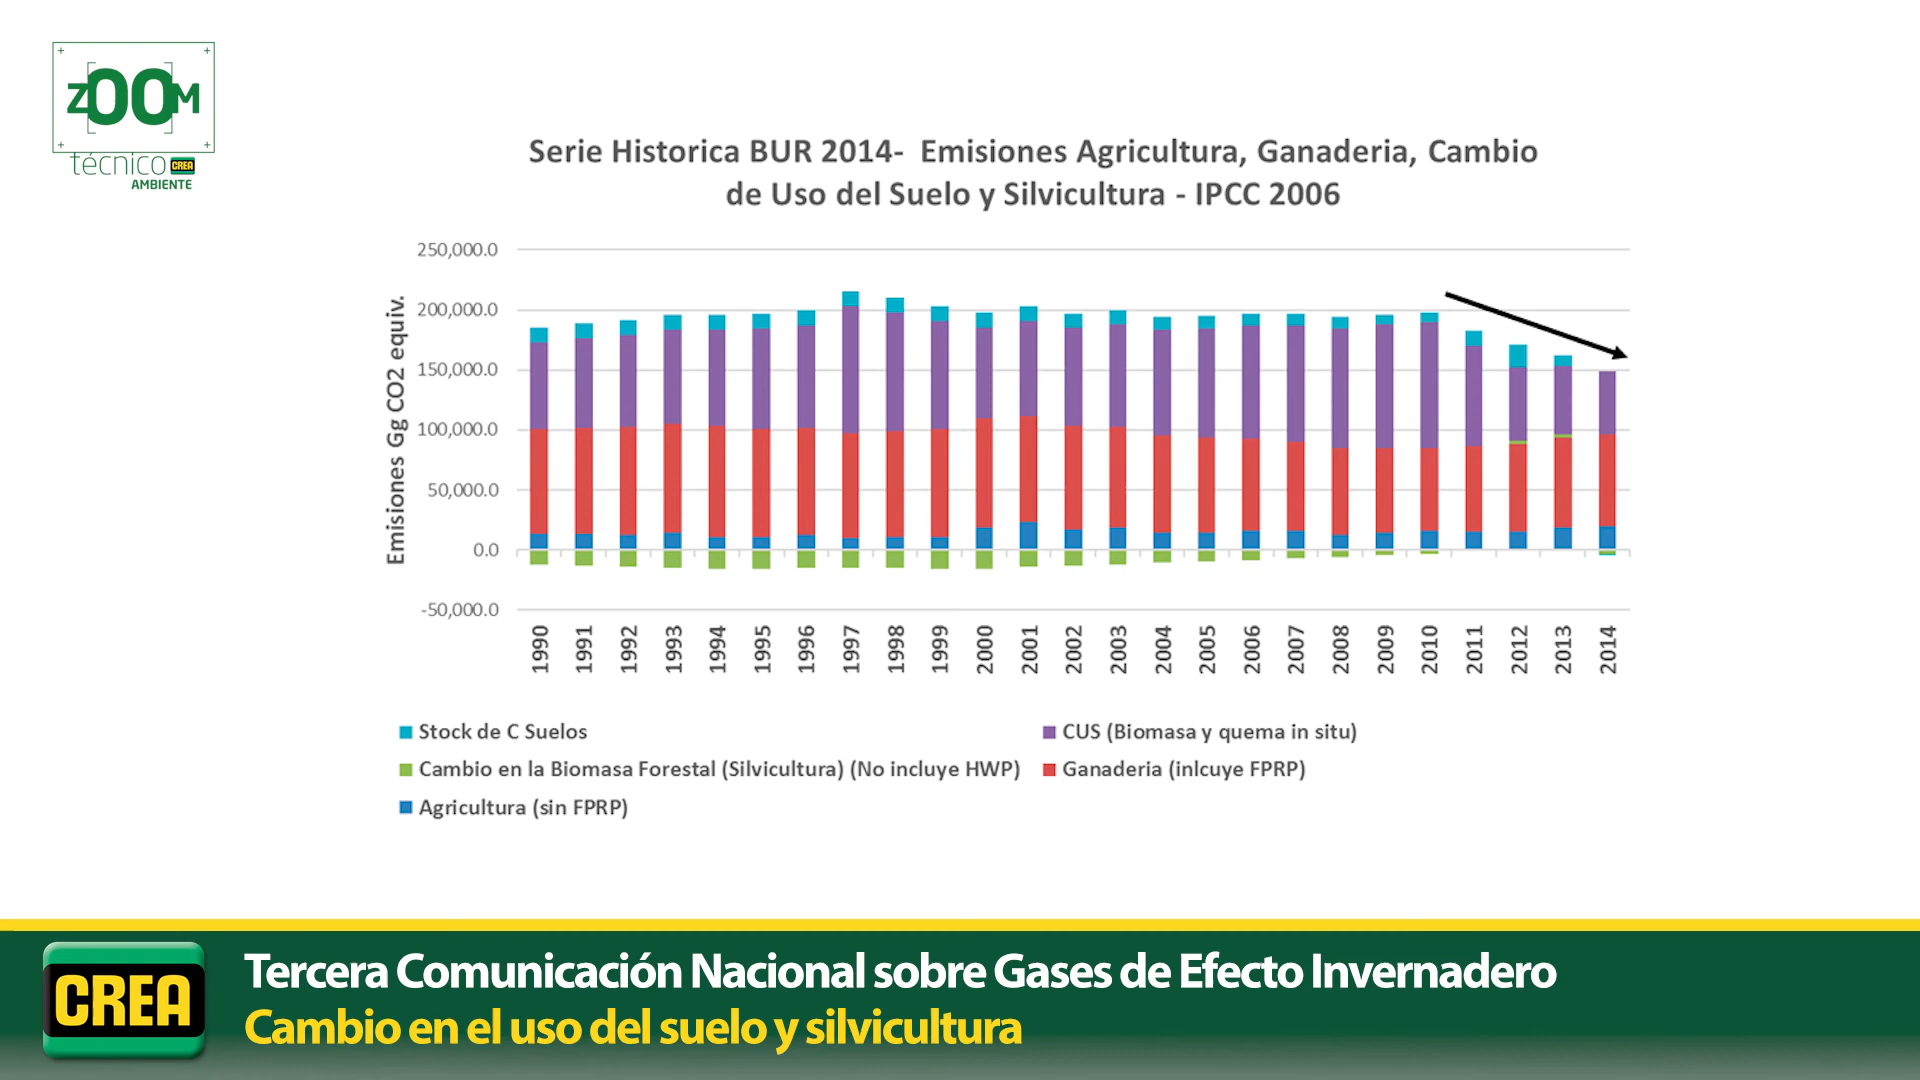 zOOM
técnico CREA
AMBIENTE
Serie Historica BUR 2014- Emisiones Agricultura, Ganaderia, Cambio
de Uso del Suelo y Silvicultura - IPCC 2006
Emisiones Gg CO2 equiv.
250,000.0
200,000.0
150,000.0
100,000.0
50,000.0
0.0
-50,000.0
1990 1991 1992 1993 1994 1995 1996 1997 1998 1999 2000 2001 2002 2003 2004 2005 2006 2007 2008 2009 2010 2011 2012 2013 2014
Stock de C Suelos
CUS (Biomasa y quema in situ)
Cambio en la Biomasa Forestal (Silvicultura) (No incluye HWP)
Ganaderia (inlcuye FPRP)
Agricultura (sin FPRP)
CREA
Tercera Comunicación Nacional sobre Gases de Efecto Invernadero
Cambio en el uso del suelo y silvicultura